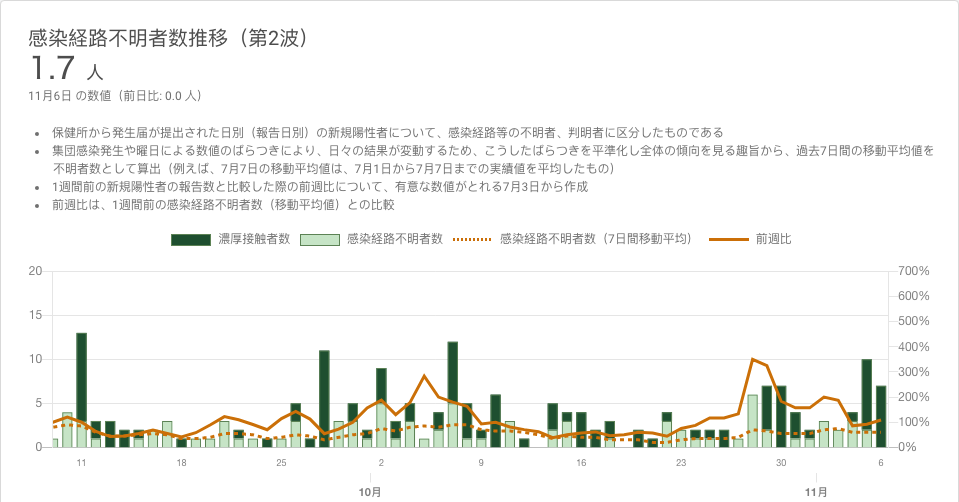 感染経路不明者数推移（第2波）
1.7 人
11月6日 の数値（前日比: 0.0 人）
• 保健所から発生届が提出された日別（報告日別）の新規陽性者について、感染経路等の不明者、判明者に区分したものである
• 集団感染発生や曜日による数値のばらつきにより、日々の結果が変動するため、こうしたばらつきを平準化し全体の傾向を見る趣旨から、過去7日間の移動平均値を
不明者数として算出（例えば、7月7日の移動平均値は、7月1日から7月7日までの実績値を平均したもの）
• 1週間前の新規陽性者の報告数と比較した際の前週比について、有意な数値がとれる7月3日から作成
• 前週比は、1週間前の感染経路不明者数（移動平均値）との比較
濃厚接触者数 感染経路不明者数 感染経路不明者数（7日間移動平均） 前週比
20 700%
600%
15 500%
400%
10 300%
200%
5 100%
0 0%
11 18 25 2 9 16 23 30 6
10月 11月